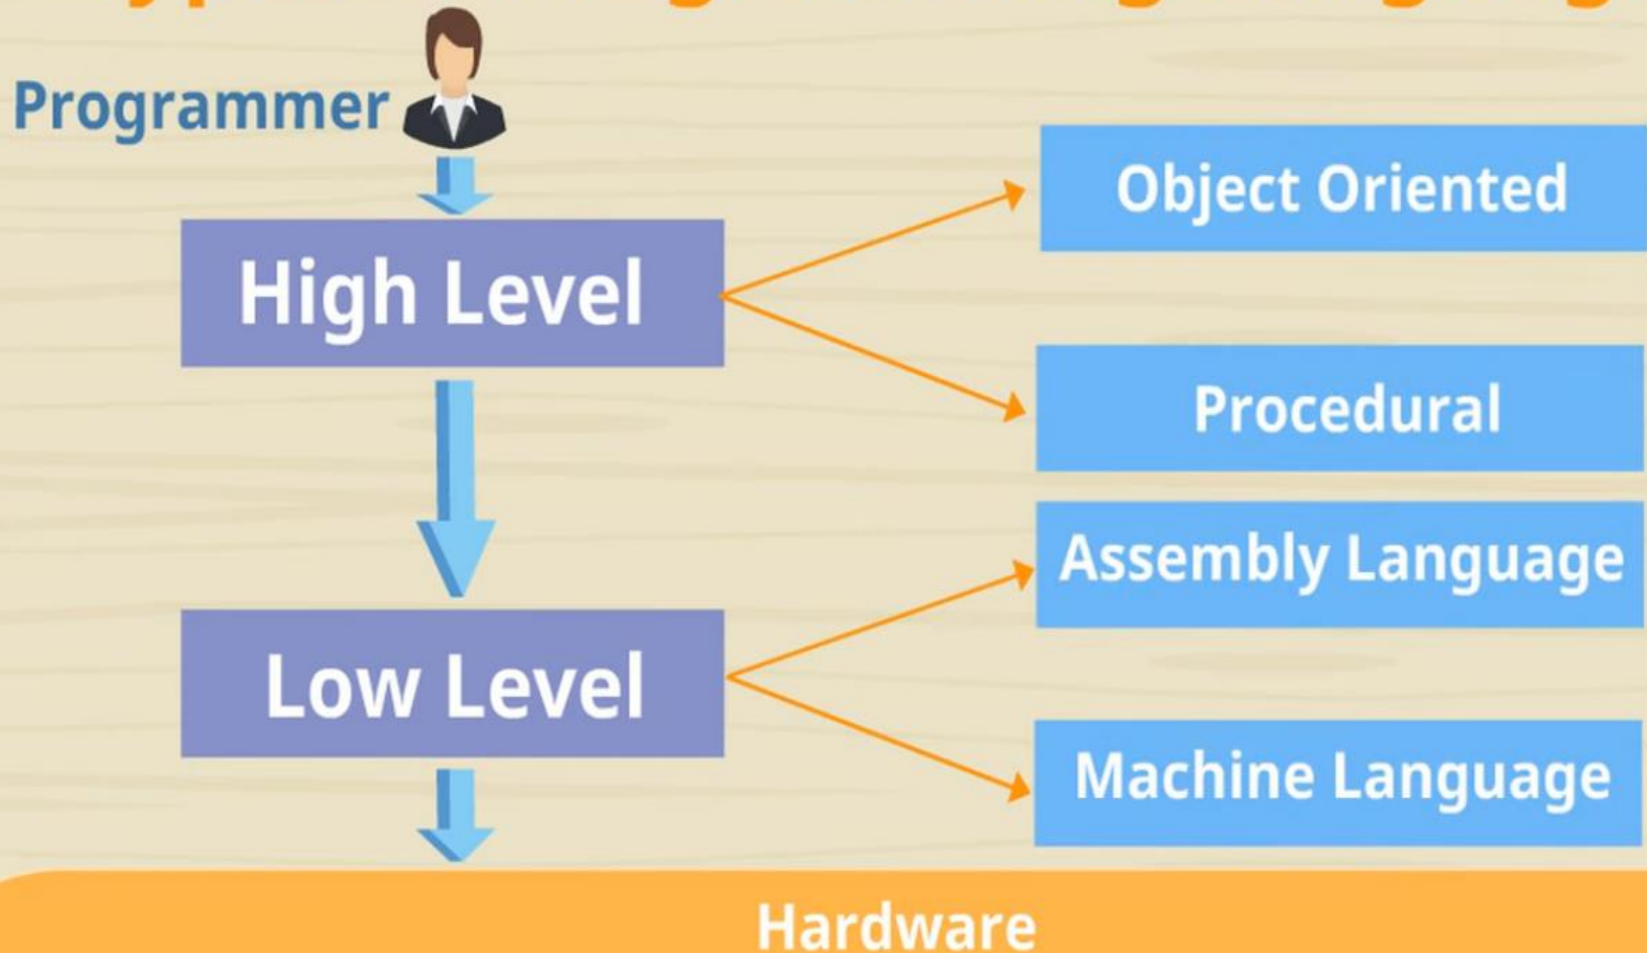 Programmer
High Level
Object Oriented
Procedural
Low Level
Assembly Language
Machine Language
Hardware